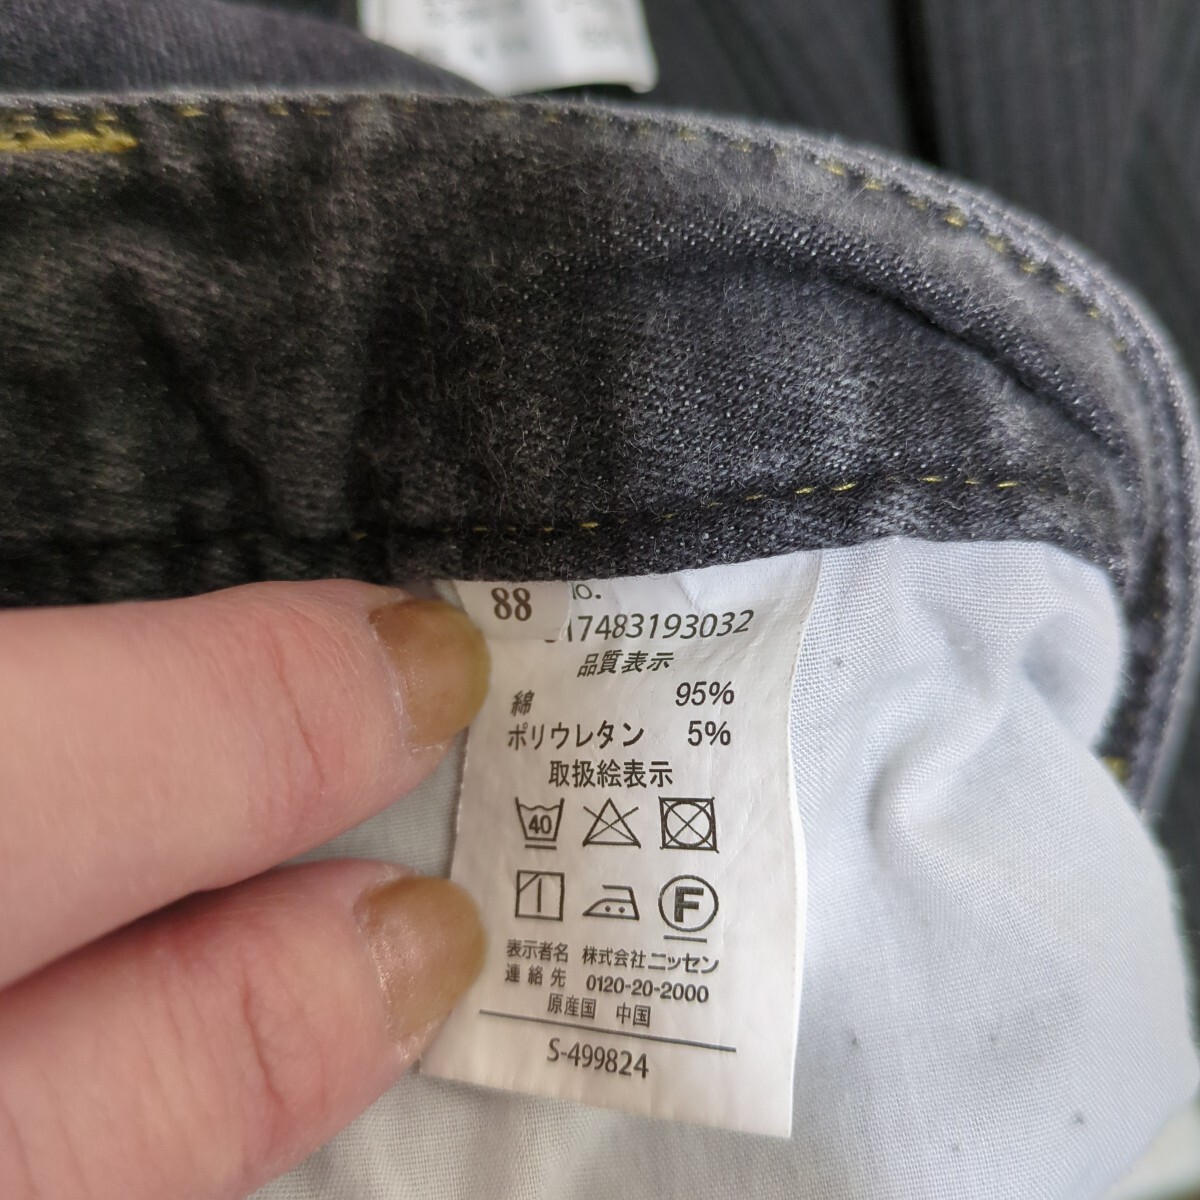 88
No.
17483193032
品質表示
綿 95%
ポリウレタン 5%
取扱絵表示
40
F
表示者名 株式会社ニッセン
連絡先 0120-20-2000
原産国 中国
S-499824